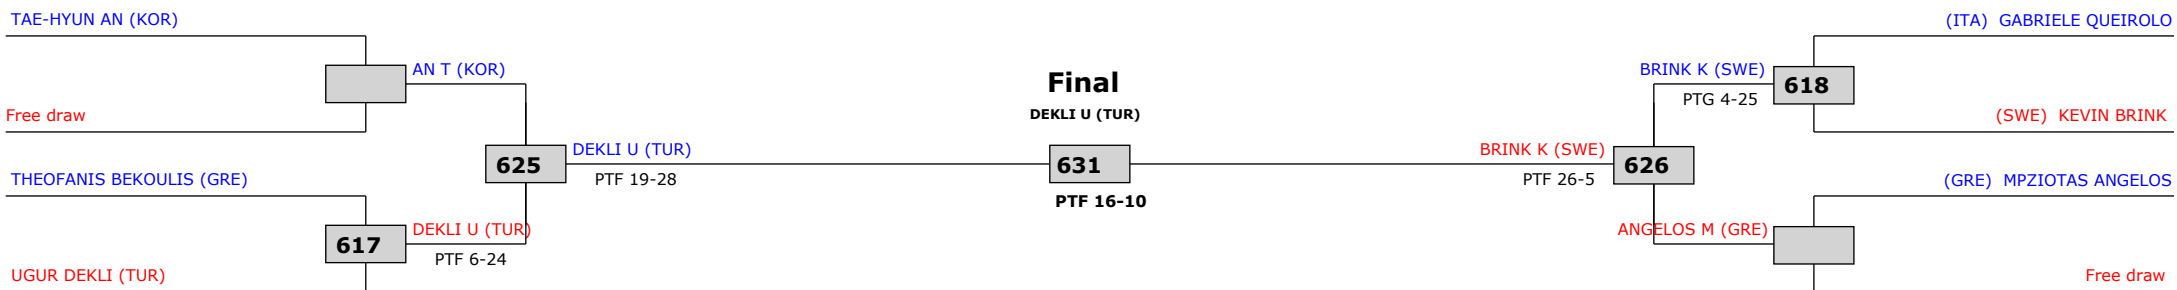 TAE-HYUN AN (KOR)
Free draw
AN T (KOR)
THEOFANIS BEKOULIS (GRE)
UGUR DEKLI (TUR)
617
DEKLI U (TUR)
PTF 6-24
625
DEKLI U (TUR)
PTF 19-28
Final
DEKLI U (TUR)
631
PTF 16-10
BRINK K (SWE)
PTF 26-5
626
BRINK K (SWE)
PTG 4-25
618
(ITA) GABRIELE QUEIROLO
(SWE) KEVIN BRINK
ANGELOS M (GRE)
(GRE) MPZIOTAS ANGELOS
Free draw